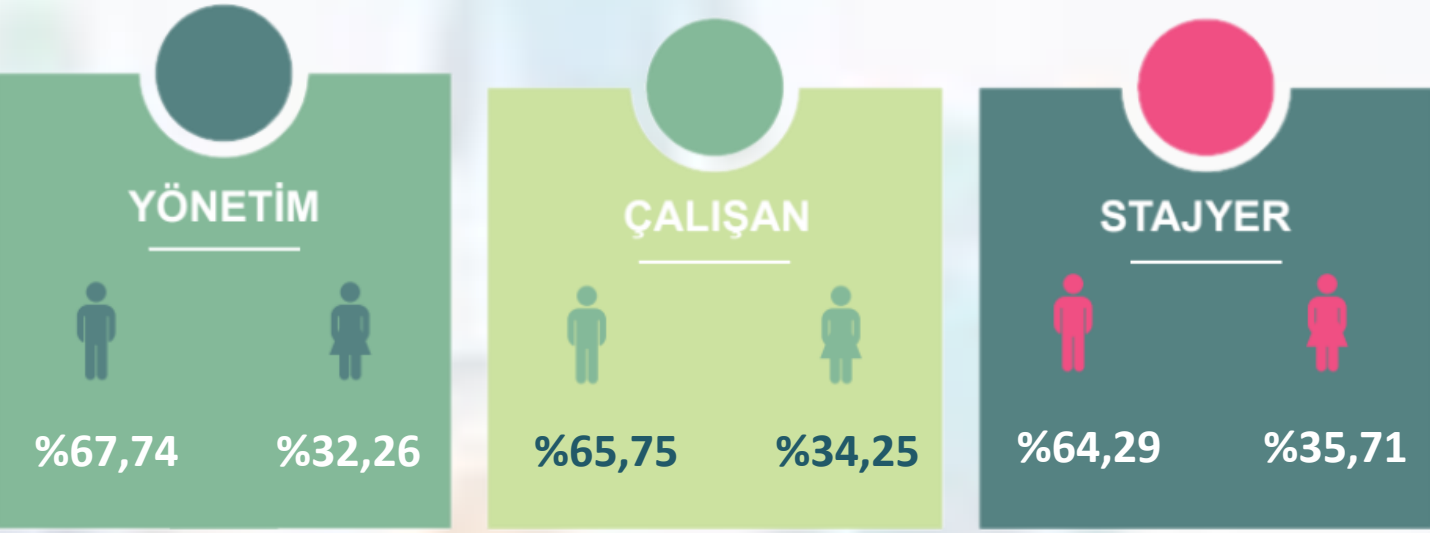 YÖNETİM
%67,74 %32,26
ÇALIŞAN
%65,75 %34,25
STAJYER
%64,29 %35,71